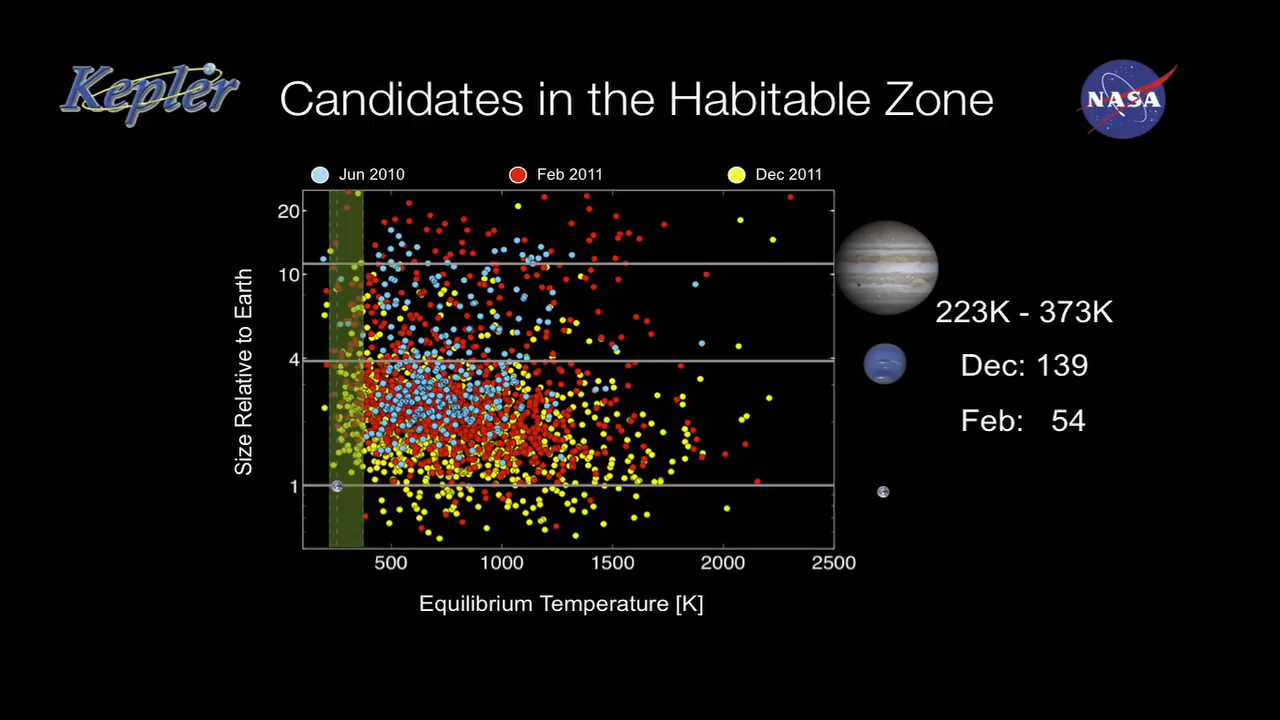 Kepler
Candidates in the Habitable Zone
NASA
Jun 2010
Feb 2011
Dec 2011
20
10
4
1
Size Relative to Earth
500 1000 1500 2000 2500
Equilibrium Temperature [K]
223K - 373K
Dec: 139
Feb: 54